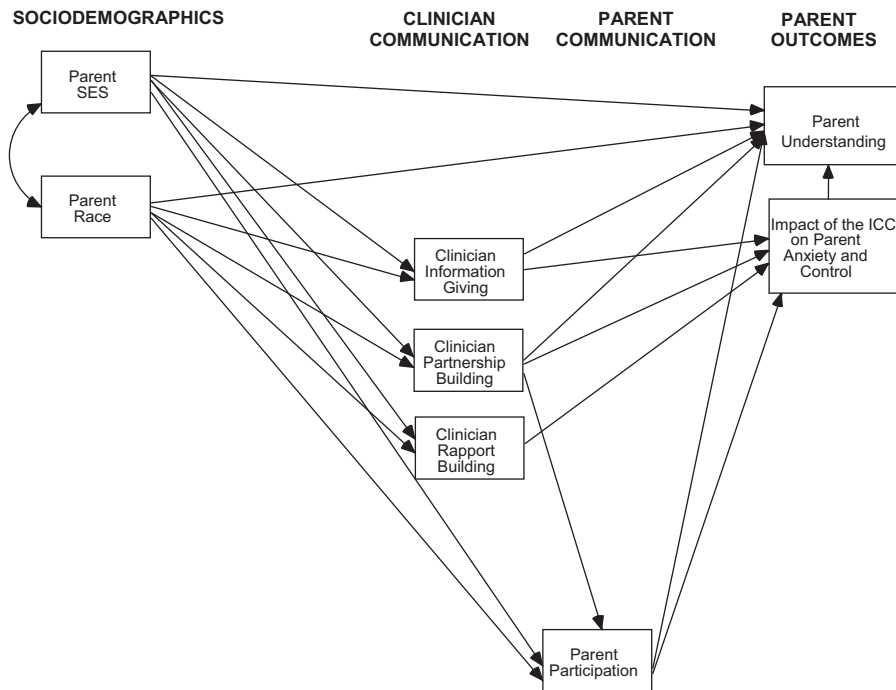 SOCIODEMOGRAPHICS
CLINICIAN
COMMUNICATION
PARENT
COMMUNICATION
PARENT
OUTCOMES
Parent
SES
Parent
Race
Clinician
Information
Giving
Clinician
Partnership
Building
Clinician
Rapport
Building
Parent
Participation
Parent
Understanding
Impact of the ICC
on Parent
Anxiety and
Control